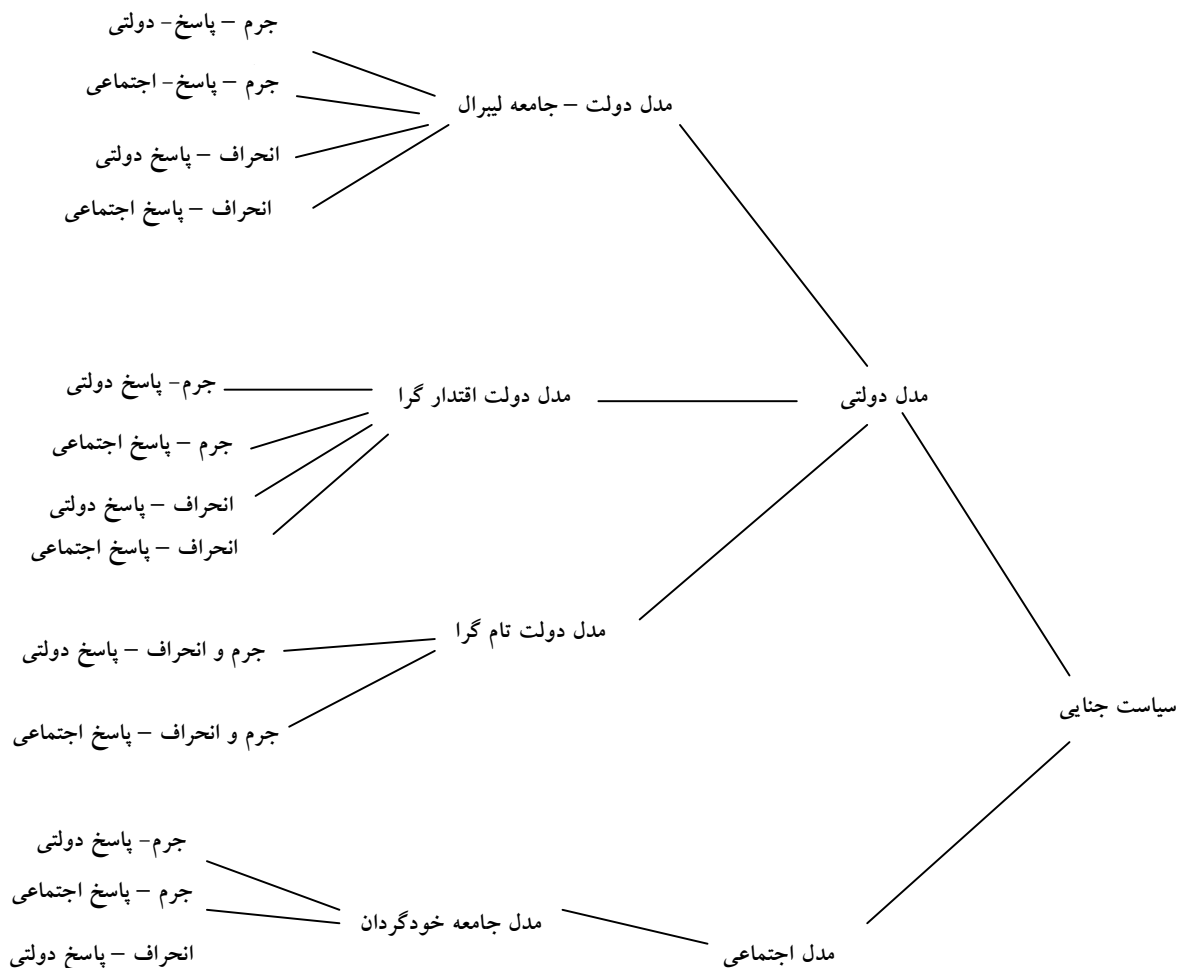 جرم – پاسخ- دولتی
جرم – پاسخ- اجتماعی
مدل دولت – جامعه لیبرال
انحراف – پاسخ دولتی
انحراف – پاسخ اجتماعی
مدل دولتی
مدل دولت اقتدار گرا
جرم- پاسخ دولتی
جرم – پاسخ اجتماعی
انحراف – پاسخ دولتی
انحراف – پاسخ اجتماعی
مدل دولت تام گرا
جرم و انحراف – پاسخ دولتی
سیاست جنایی
جرم و انحراف – پاسخ اجتماعی
جرم- پاسخ دولتی
جرم – پاسخ اجتماعی
مدل جامعه خودگردان
مدل اجتماعی
انحراف – پاسخ دولتی